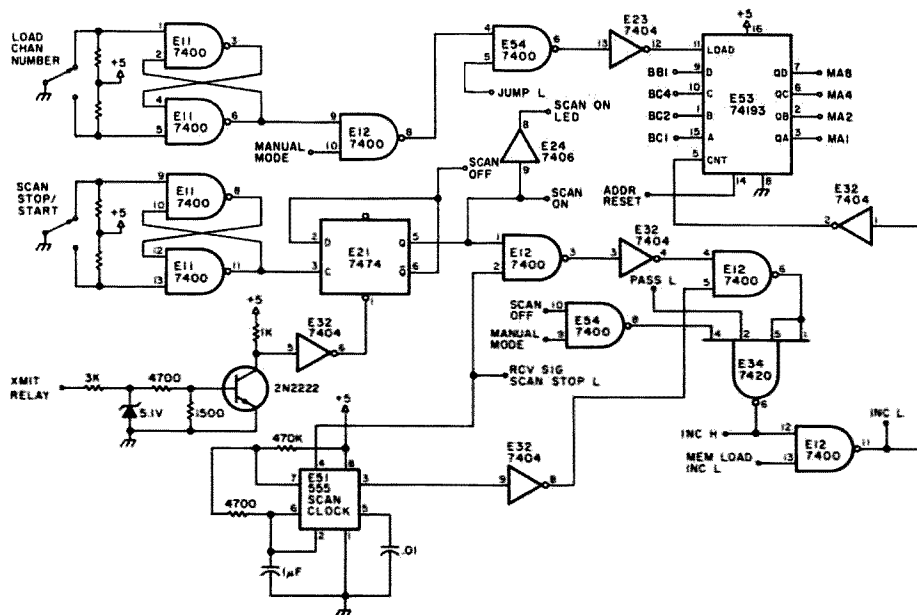 LOAD
CHAN
NUMBER
1
2
E11
7400
3
+5
4
5
E11
7400
6
9
10
E12
7400
8
MANUAL
MODE
4
5
E54
7400
6
JUMP L
E23
7404
13
12
+5
16
11
LOAD
BB1
9
D
BC4
10
C
BC2
1
B
BC1
15
A
5
CNT
E53
74193
QD
7
MA8
QC
6
MA4
QB
2
MA2
QA
3
MA1
14
8
ADDR
RESET
E32
7404
2
1
SCAN ON
LED
8
E24
7406
9
SCAN
OFF
SCAN
ON
SCAN
STOP/
START
9
10
E11
7400
8
+5
12
13
E11
7400
11
2
D
Q
5
E21
7474
3
C
Q̅
6
1
1
2
E12
7400
3
E32
7404
3
4
4
5
E12
7400
6
PASS L
SCAN
OFF
10
MANUAL
MODE
9
E54
7400
8
4
2
5
1
E34
7420
6
+5
1K
E32
7404
5
6
XMIT
RELAY
3K
4700
2N2222
5.1V
1500
RCV SIG
SCAN STOP L
+5
470K
E32
7404
9
8
4
8
7
E51
555
SCAN
CLOCK
3
4700
6
5
2
1
1µF
.01
INC H
12
MEM LOAD
INC L
13
E12
7400
11
INC L